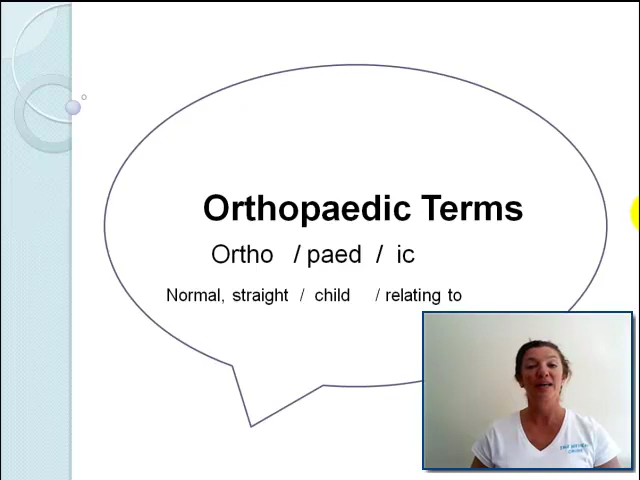 Orthopaedic Terms
Ortho / paed / ic
Normal, straight / child / relating to